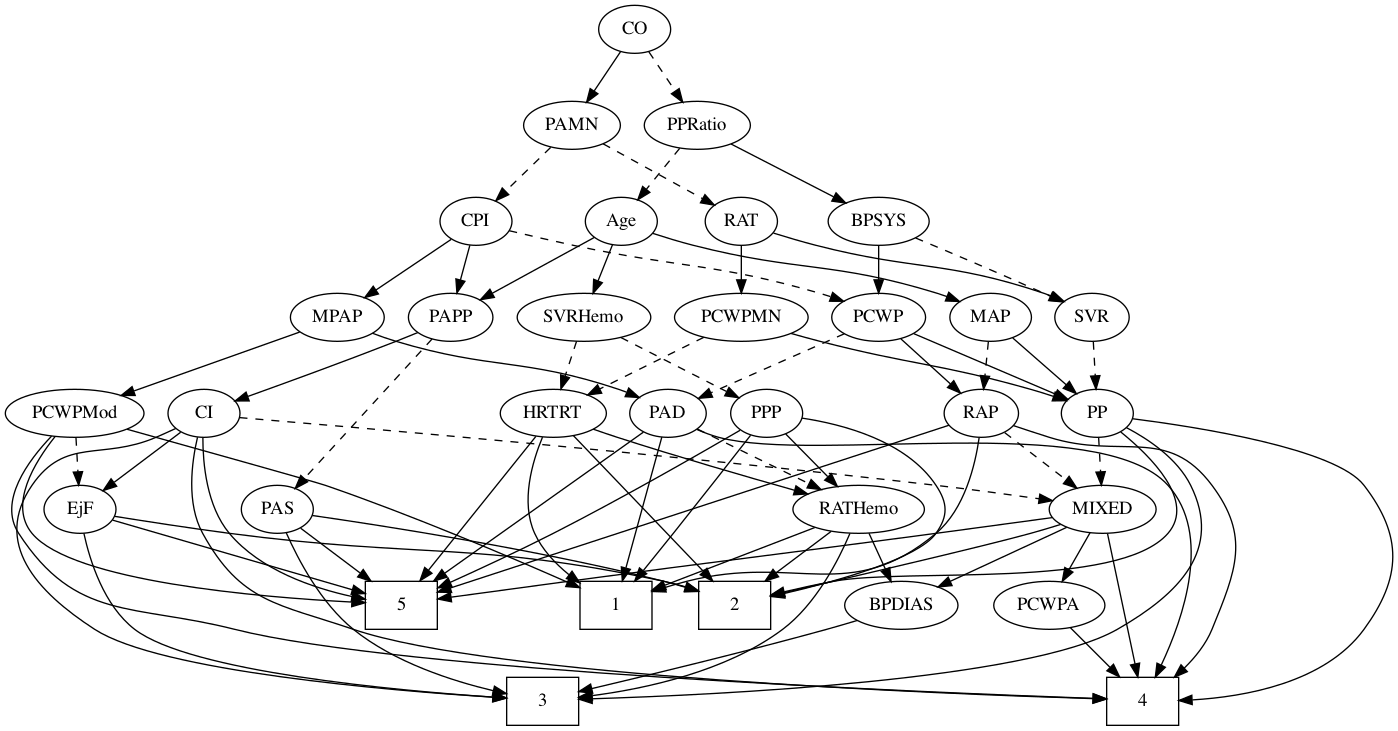 CO
PAMN
PPRatio
CPI
Age
RAT
BPSYS
MPAP
PAPP
SVRHemo
PCWPMN
PCWP
MAP
SVR
PCWPMod
CI
HRTRT
PAD
PPP
RAP
PP
EjF
PAS
RATHemo
MIXED
5
1
2
BPDIAS
PCWPA
3
4